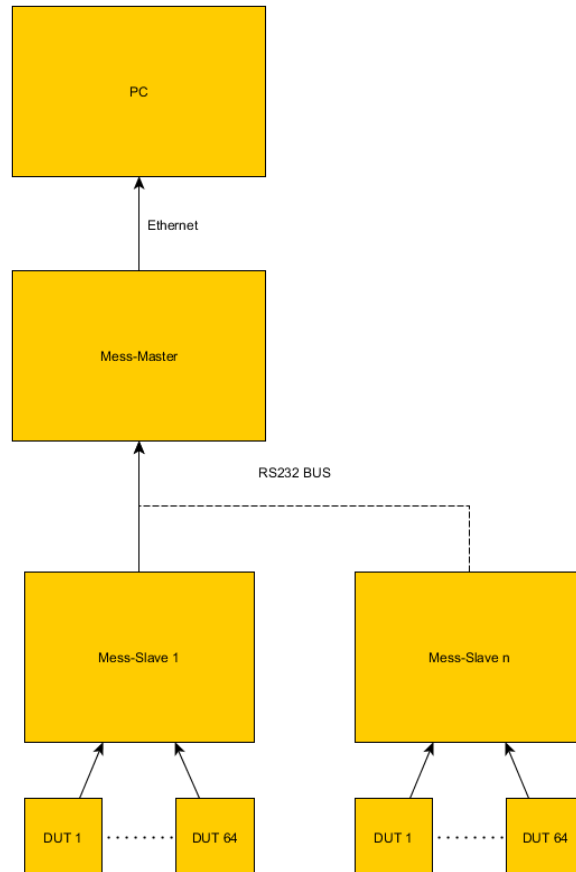 PC
Ethernet
Mess-Master
RS232 BUS
Mess-Slave 1
Mess-Slave n
DUT 1
DUT 64
DUT 1
DUT 64